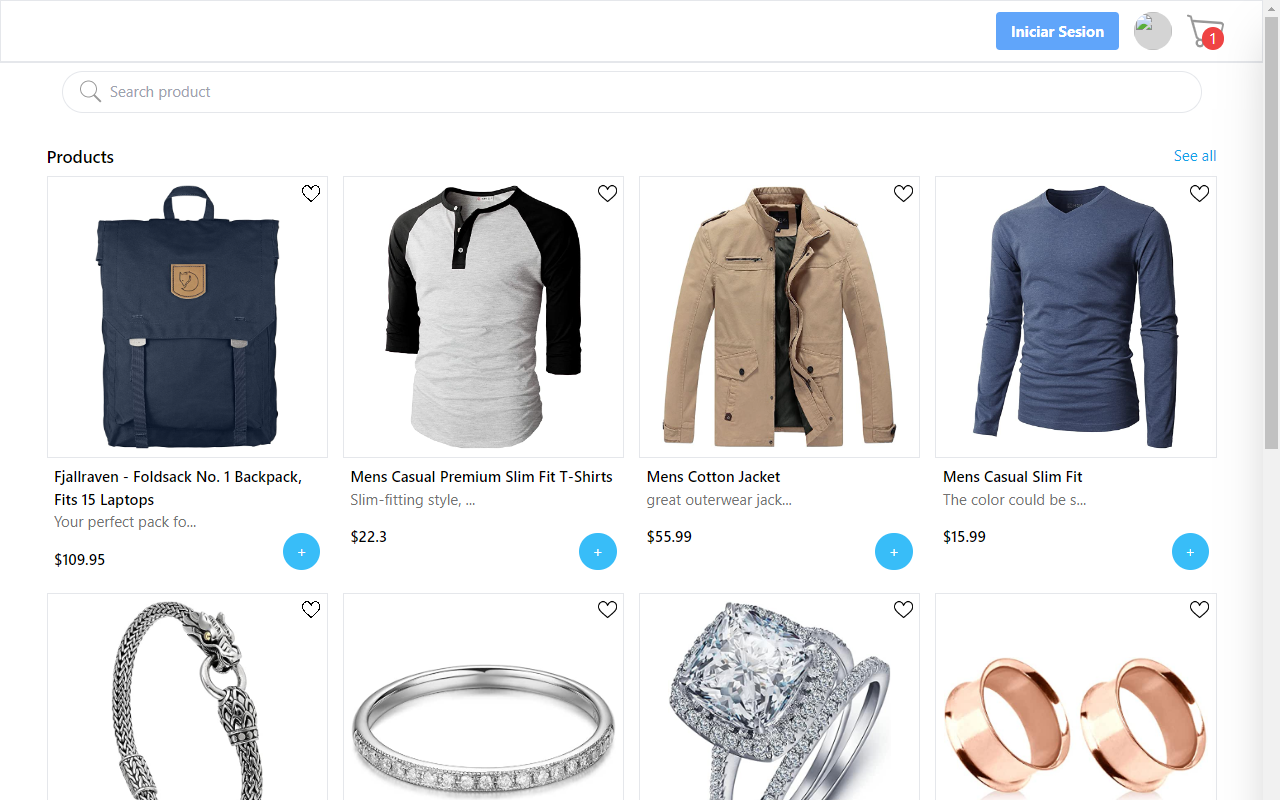 Iniciar Sesion
1
Search product
Products
See all
Fjallraven - Foldsack No. 1 Backpack,
Fits 15 Laptops
Your perfect pack fo...
$109.95
+
Mens Casual Premium Slim Fit T-Shirts
Slim-fitting style, ...
$22.3
+
Mens Cotton Jacket
great outerwear jack...
$55.99
+
Mens Casual Slim Fit
The color could be s...
$15.99
+